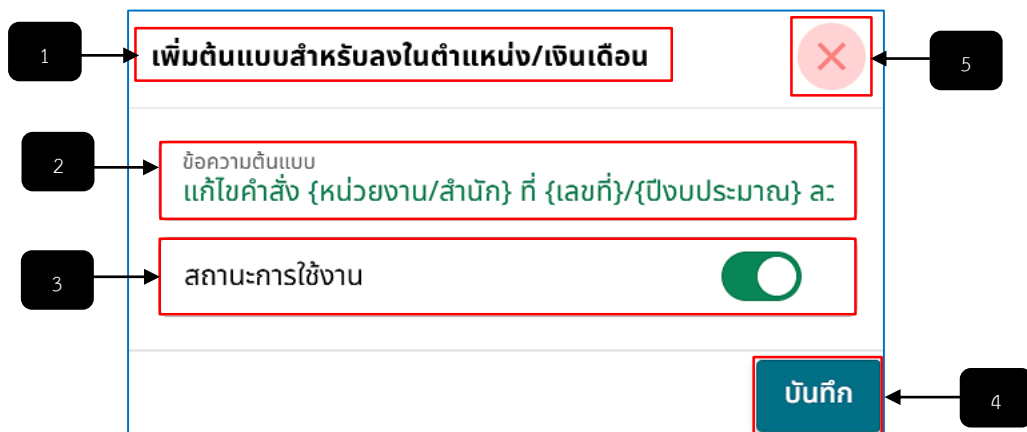 1
เพิ่มต้นแบบสำหรับลงในตำแหน่ง/เงินเดือน
5
2
ข้อความต้นแบบ
แก้ไขคำสั่ง {หน่วยงาน/สำนัก} ที่ {เลขที่}/{ปีงบประมาณ}
3
สถานะการใช้งาน
บันทึก
4